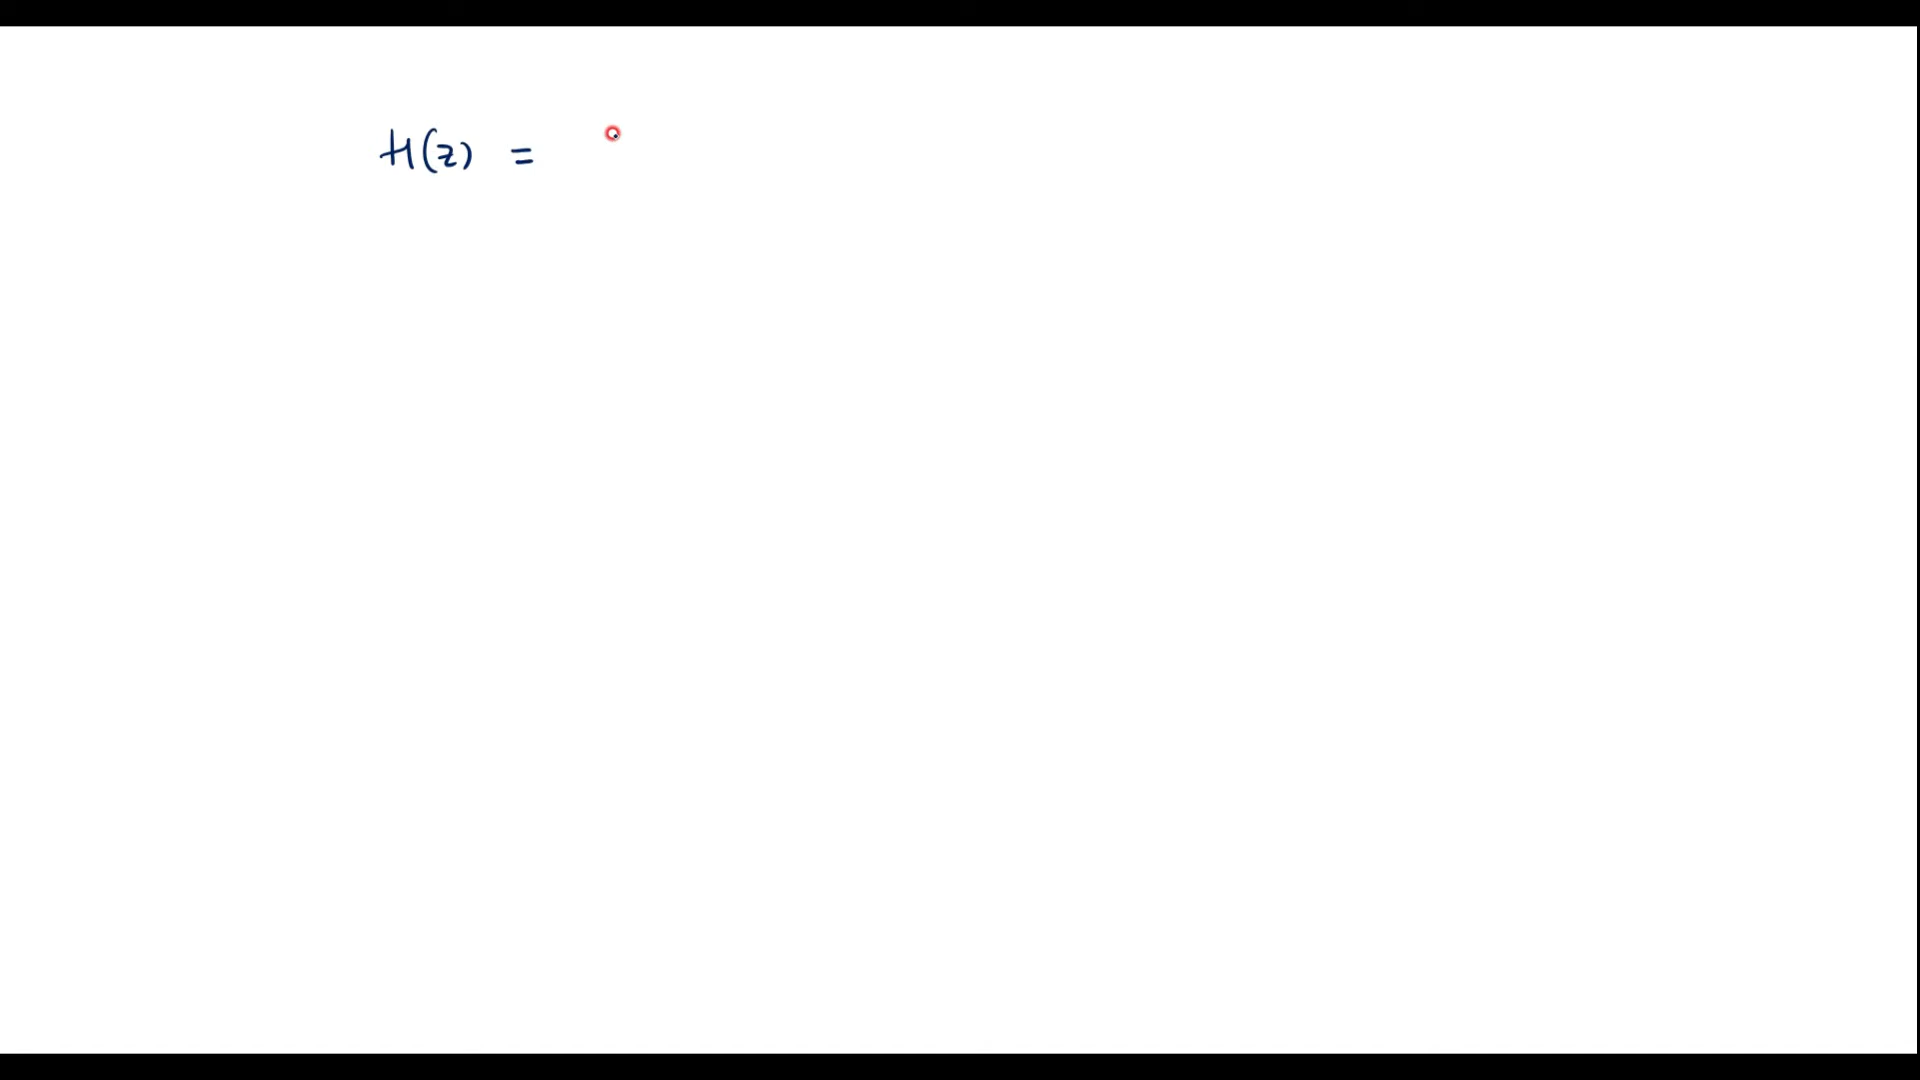 H(z) =